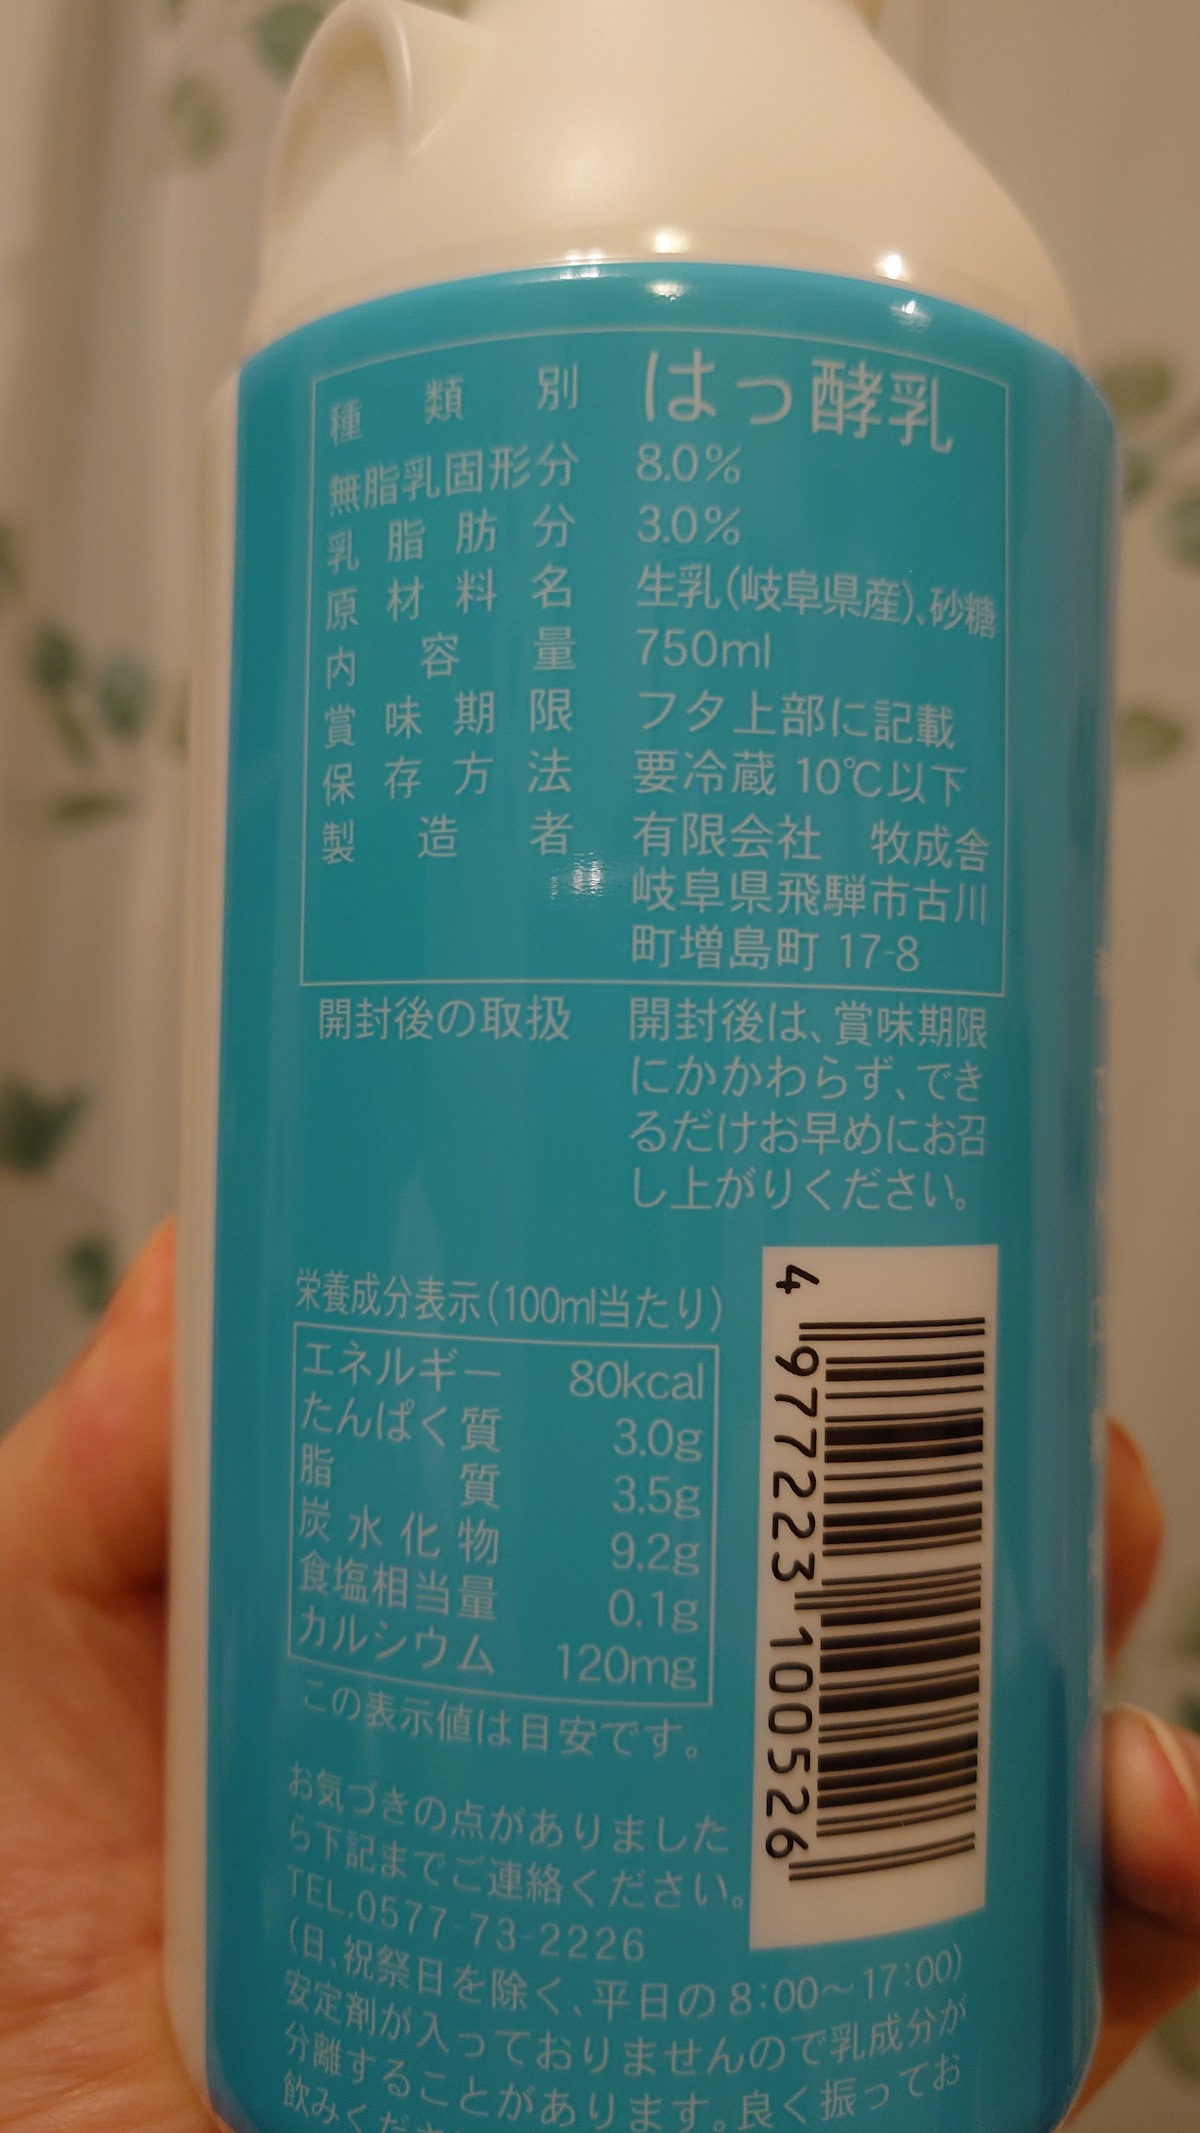 種類別 はっ酵乳
無脂乳固形分 8.0%
乳脂肪分 3.0%
原材料名 生乳(岐阜県産)、砂糖
内容量 750ml
賞味期限 フタ上部に記載
保存方法 要冷蔵 10℃以下
製造者 有限会社 牧成舎
岐阜県飛騨市古川
町増島町 17-8
開封後の取扱 開封後は、賞味期限
にかかわらず、でき
るだけお早めにお召
し上がりください。
栄養成分表示(100ml当たり)
エネルギー 80kcal
たんぱく質 3.0g
脂質 3.5g
炭水化物 9.2g
食塩相当量 0.1g
カルシウム 120mg
この表示値は目安です。
4 977223 100526
お気づきの点がありました
ら下記までご連絡ください。
TEL.0577-73-2226
(日、祝祭日を除く、平日の8:00〜17:00)
安定剤が入っておりませんので乳成分が
分離することがあります。良く振ってお
飲みくださ